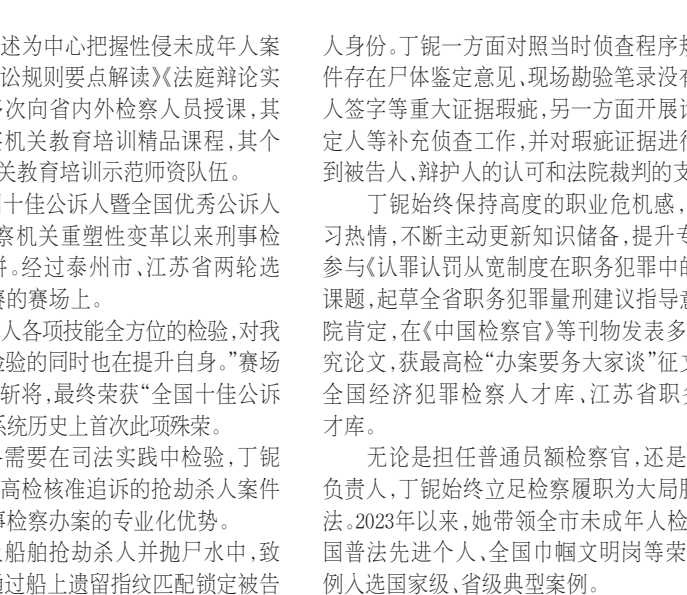 述为中心把握性侵未成年人案
讼规则要点解读》《法庭辩论实
多次向省内外检察人员授课,其
察机关教育培训精品课程,其个
关教育培训示范师资队伍。
十佳公诉人暨全国优秀公诉人
察机关重塑性变革以来刑事检
拼。经过泰州市、江苏省两轮选
赛的赛场上。
人各项技能全方位的检验,对我
检验的同时也在提升自身。”赛场
斩将,最终荣获“全国十佳公诉
系统历史上首次此项殊荣。
需要在司法实践中检验,丁铌
高检核准追诉的抢劫杀人案件
事检察办案的专业化优势。
船舶抢劫杀人并抛尸水中,致
通过船上遗留指纹匹配锁定被告
人身份。丁铌一方面对照当时侦查程序规
件存在尸体鉴定意见、现场勘验笔录没有
人签字等重大证据瑕疵,另一方面开展
定人等补充侦查工作,并对瑕疵证据进行
到被告人、辩护人的认可和法院裁判的支
丁铌始终保持高度的职业危机感,
习热情,不断主动更新知识储备,提升专
参与《认罪认罚从宽制度在职务犯罪中的
课题,起草全省职务犯罪量刑建议指导意
院肯定,在《中国检察官》等刊物发表多
究论文,获最高检“办案要务大家谈”征文
全国经济犯罪检察人才库、江苏省职务
才库。
无论是担任普通员额检察官,还是
负责人,丁铌始终立足检察履职为大局服
法。2023年以来,她带领全市未成年人检
国普法先进个人、全国巾帼文明岗等荣
例入选国家级、省级典型案例。